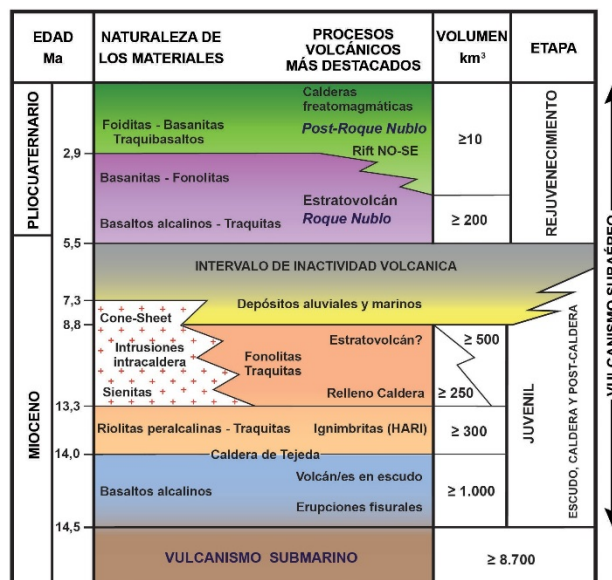 EDAD
Ma
NATURALEZA DE
LOS MATERIALES
PROCESOS
VOLCÁNICOS
MÁS DESTACADOS
VOLUMEN
km³
ETAPA
PLIOCUATERNARIO
Calderas
freatomagmáticas
Foiditas - Basanitas
Traquibasaltos
Post-Roque Nublo
Rift NO-SE
≥10
2,9
Basanitas - Fonolitas
Estratovolcán
Roque Nublo
Basaltos alcalinos - Traquitas
≥ 200
REJUVENECIMIENTO
5,5
INTERVALO DE INACTIVIDAD VOLCANICA
7,3
Depósitos aluviales y marinos
8,8
MIOCENO
Cone-Sheet
Intrusiones
intracaldera
Sienitas
Fonolitas
Traquitas
Estratovolcán?
≥ 500
Relleno Caldera
≥ 250
13,3
Riolitas peralcalinas - Traquitas
Ignimbritas (HARI)
≥ 300
14,0
Caldera de Tejeda
Basaltos alcalinos
Volcán/es en escudo
Erupciones fisurales
≥ 1.000
14,5
JUVENIL
ESCUDO, CALDERA Y POST-CALDERA
VULCANISMO SUBAÉREO
VULCANISMO SUBMARINO
≥ 8.700